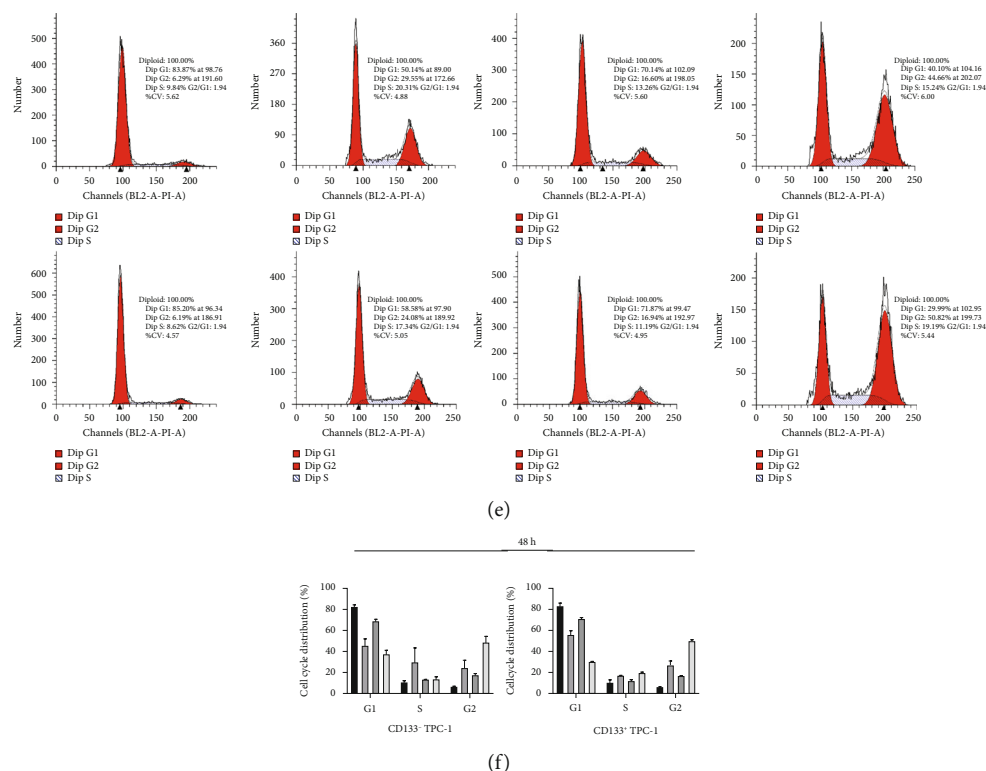 500
400
300
200
100
0
Number
Diploid: 100.00%
Dip G1: 83.87% at 98.76
Dip G2: 6.29% at 191.60
Dip S: 9.84% G2/G1: 1.94
%CV: 5.62
0 50 100 150 200
Channels (BL2-A-PI-A)
Dip G1
Dip G2
Dip S
360
270
180
90
0
Number
Diploid: 100.00%
Dip G1: 50.14% at 89.00
Dip G2: 29.55% at 172.66
Dip S: 20.31% G2/G1: 1.94
%CV: 4.88
0 50 100 150 200
Channels (BL2-A-PI-A)
Dip G1
Dip G2
Dip S
400
300
200
100
0
Number
Diploid: 100.00%
Dip G1: 70.14% at 102.09
Dip G2: 16.60% at 198.05
Dip S: 13.26% G2/G1: 1.94
%CV: 5.60
0 50 100 150 200 250
Channels (BL2-A-PI-A)
Dip G1
Dip G2
Dip S
200
150
100
50
0
Number
Diploid: 100.00%
Dip G1: 40.10% at 104.16
Dip G2: 44.66% at 202.07
Dip S: 15.24% G2/G1: 1.94
%CV: 6.00
0 50 100 150 200 250
Channels (BL2-A-PI-A)
Dip G1
Dip G2
Dip S
600
500
400
300
200
100
0
Number
Diploid: 100.00%
Dip G1: 85.20% at 96.34
Dip G2: 6.19% at 186.91
Dip S: 8.62% G2/G1: 1.94
%CV: 4.57
0 50 100 150 200
Channels (BL2-A-PI-A)
Dip G1
Dip G2
Dip S
400
300
200
100
0
Number
Diploid: 100.00%
Dip G1: 58.58% at 97.90
Dip G2: 24.08% at 189.92
Dip S: 17.34% G2/G1: 1.94
%CV: 5.05
0 50 100 150 200 250
Channels (BL2-A-PI-A)
Dip G1
Dip G2
Dip S
500
400
300
200
100
0
Number
Diploid: 100.00%
Dip G1: 71.87% at 99.47
Dip G2: 16.94% at 192.97
Dip S: 11.19% G2/G1: 1.94
%CV: 4.95
0 50 100 150 200 250
Channels (BL2-A-PI-A)
Dip G1
Dip G2
Dip S
200
150
100
50
0
Number
Diploid: 100.00%
Dip G1: 29.99% at 102.95
Dip G2: 50.82% at 199.73
Dip S: 19.19% G2/G1: 1.94
%CV: 5.44
0 50 100 150 200 250
Channels (BL2-A-PI-A)
Dip G1
Dip G2
Dip S
(e)
48 h
100
80
60
40
20
0
Cell cycle distribution (%)
G1 S G2
CD133⁻ TPC-1
100
80
60
40
20
0
Cellcycle distribution (%)
G1 S G2
CD133⁺ TPC-1
(f)